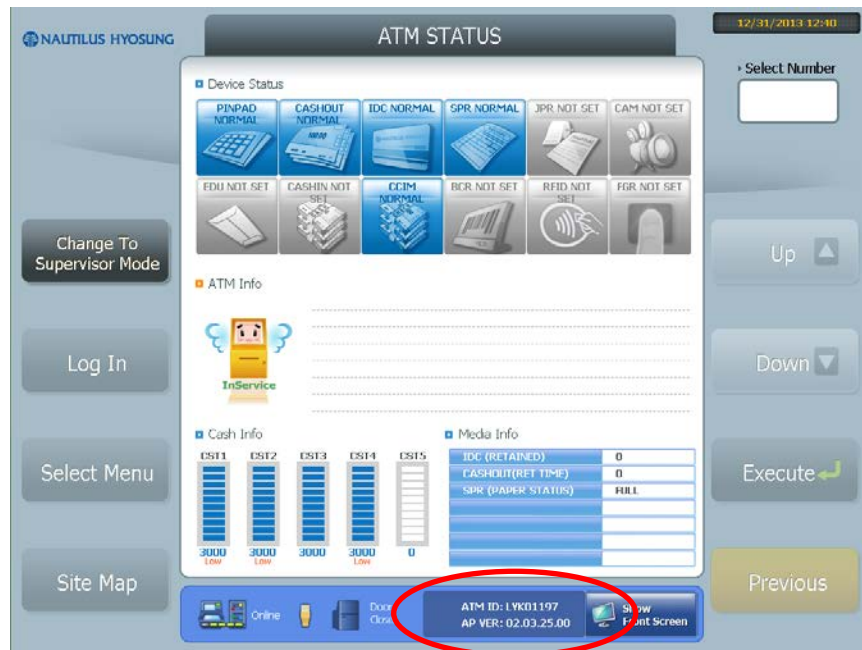 NAUTILUS HYOSUNG
ATM STATUS
12/31/2013 12:40
Select Number
Device Status
PINPAD NORMAL
CASHOUT NORMAL
IDC NORMAL
SPR NORMAL
JPR NOT SET
CAM NOT SET
EDU NOT SET
CASHIN NOT SET
CCIM NORMAL
BCR NOT SET
RFID NOT SET
FGR NOT SET
Change To
Supervisor Mode
Up
ATM Info
InService
Log In
Down
Cash Info
CST1 CST2 CST3 CST4 CST5
3000 3000 3000 3000 0
Low Low Low
Media Info
IDC (RETAINED) 0
CASHOUT(RET TIME) 0
SPR (PAPER STATUS) FULL
Select Menu
Execute
Site Map
Previous
Online
Door
ATM ID: LYK01197
AP VER: 02.03.25.00
Show
Front Screen